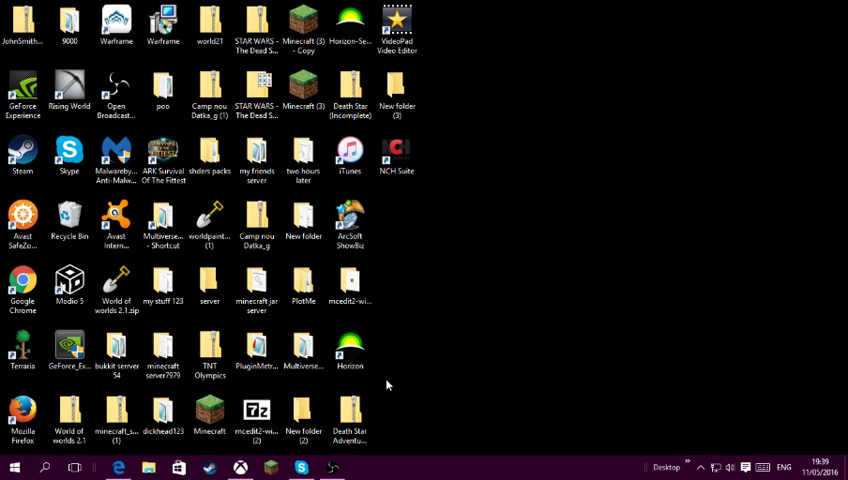 JohnSmith...
9000
Warframe
Warframe
world21
STAR WARS -
The Dead S...
Minecraft (3)
- Copy
Horizon-Se...
VideoPad
Video Editor
GeForce
Experience
Rising World
Open
Broadcast...
poo
Camp nou
Datka_g (1)
STAR WARS -
The Dead S...
Minecraft (3)
Death Star
(Incomplete)
New folder
(3)
Steam
Skype
Malwareby...
Anti-Malw...
ARK Survival
Of The Fittest
shders packs
my friends
server
two hours
later
iTunes
NCH
NCH Suite
Avast
SafeZo...
Recycle Bin
Avast
Intern...
Multiverse...
- Shortcut
worldpaint...
(1)
Camp nou
Datka_g
New folder
ArcSoft
ShowBiz
Google
Chrome
Modio 5
World of
worlds 2.1.zip
my stuff 123
server
minecraft jar
server
PlotMe
mcedit2-wi...
Terraria
GeForce_Ex...
bukkit serrver
54
minecraft
server7979
TNT
Olympics
PluginMetr...
Multiverse...
Horizon
Mozilla
Firefox
World of
worlds 2.1
minecraft_s...
(1)
dickhead123
Minecraft
7z
mcedit2-wi...
(2)
New folder
(2)
Death Star
Adventu...
Desktop
ENG
19:39
11/05/2016